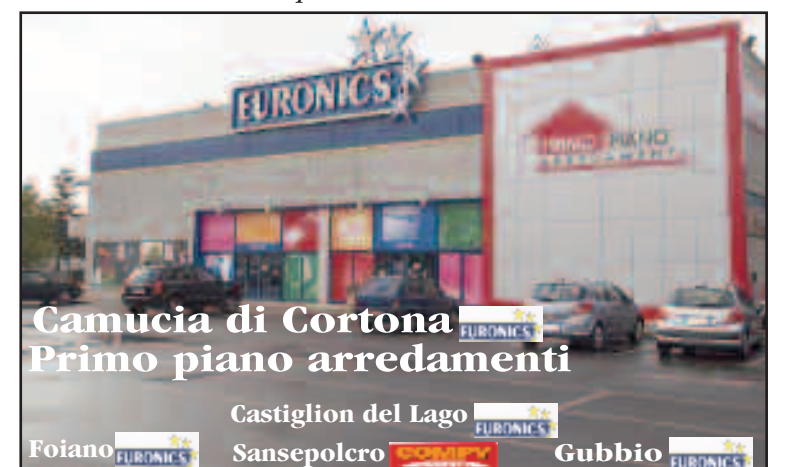 EURONICS
PRIMO PIANO
ARREDAMENTI
Camucia di Cortona EURONICS
Primo piano arredamenti
Castiglion del Lago EURONICS
Foiano EURONICS Sansepolcro COMPY Gubbio EURONICS